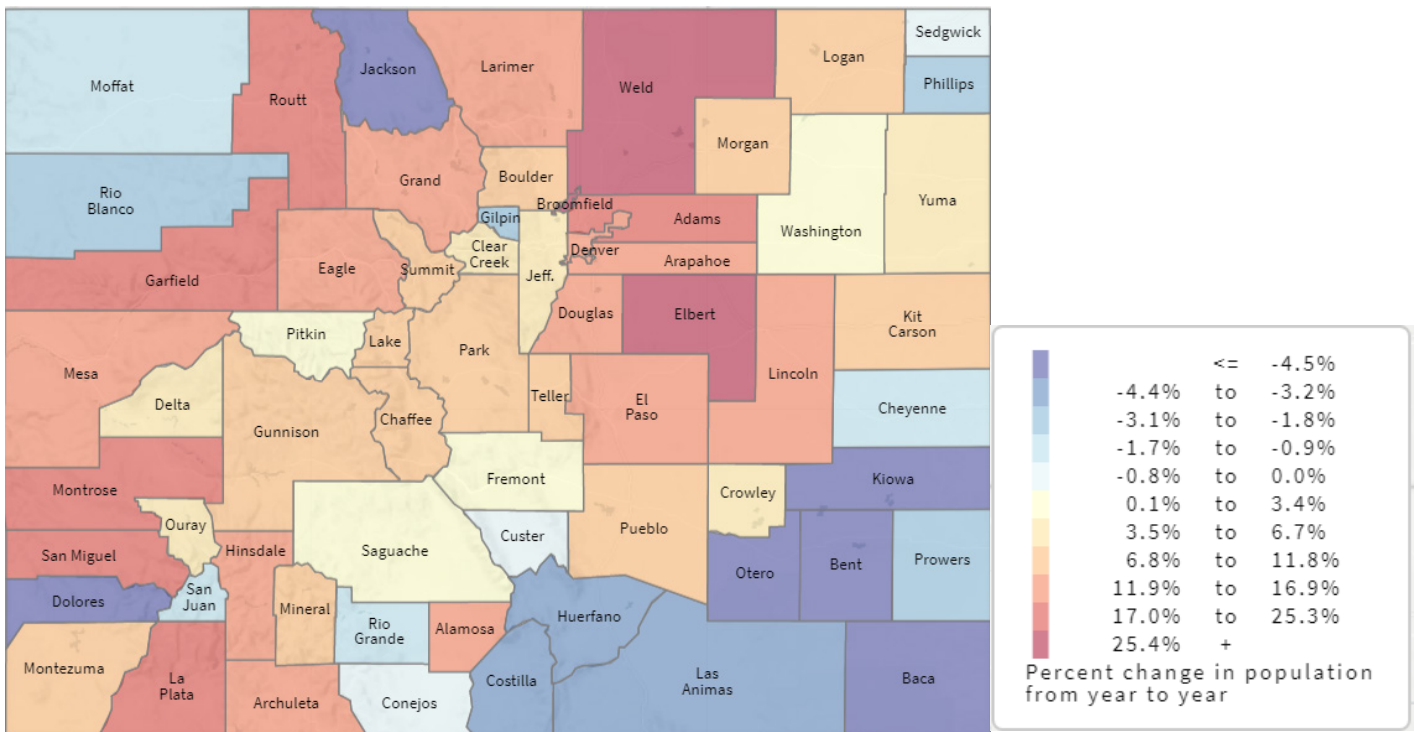 Sedgwick
Jackson
Larimer
Logan
Moffat
Weld
Phillips
Routt
Morgan
Boulder
Grand
Rio
Blanco
Yuma
Broomfield
Gilpin
Adams
Washington
Clear
Creek
Denver
Arapahoe
Summit
Jeff.
Eagle
Garfield
Douglas
Elbert
Kit
Carson
Pitkin
Lake
Park
Mesa
Lincoln
Teller
El
Paso
Delta
Cheyenne
Chaffee
Gunnison
Fremont
Kiowa
Montrose
Crowley
Ouray
Pueblo
Custer
San Miguel
Hinsdale
Saguache
Prowers
Bent
Otero
San
Juan
Dolores
Mineral
Huerfano
Rio
Grande
Alamosa
Montezuma
La
Plata
Costilla
Las
Animas
Baca
Archuleta
Conejos
<= -4.5%
-4.4% to -3.2%
-3.1% to -1.8%
-1.7% to -0.9%
-0.8% to 0.0%
0.1% to 3.4%
3.5% to 6.7%
6.8% to 11.8%
11.9% to 16.9%
17.0% to 25.3%
25.4% +
Percent change in population
from year to year